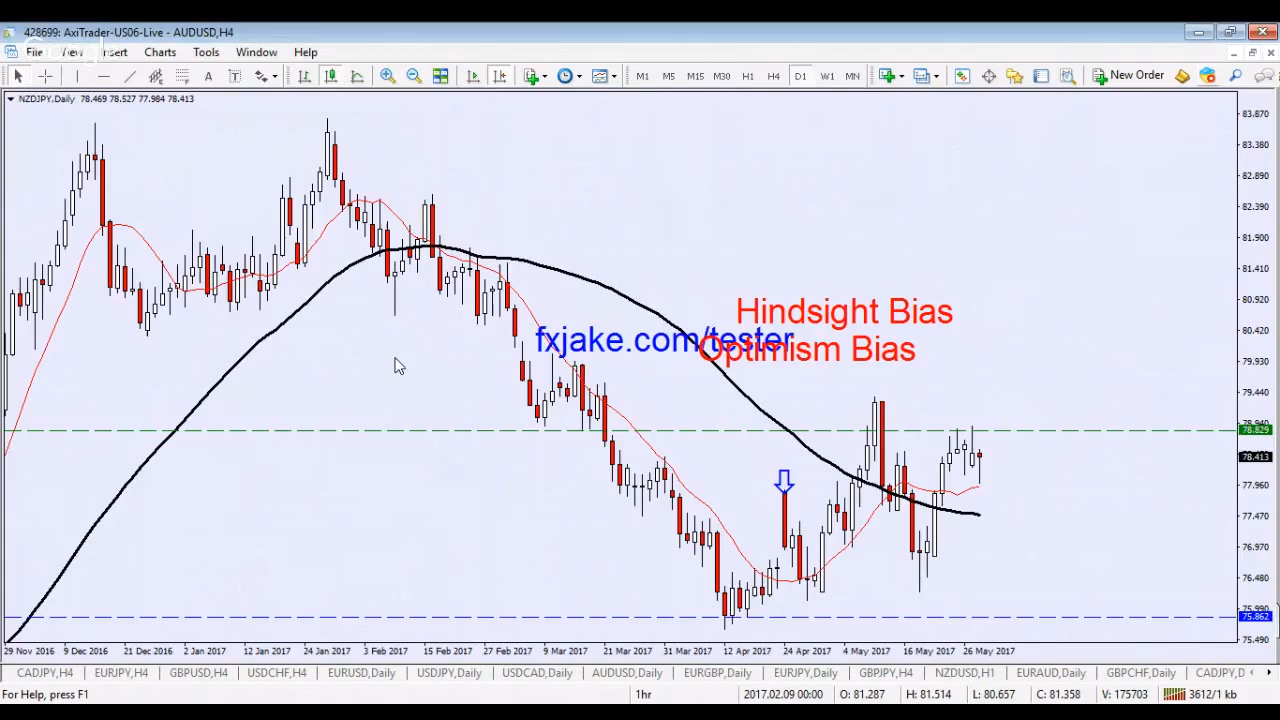 428699: AxiTrader-US06-Live - AUDUSD,H4
File View Insert Charts Tools Window Help
M1 M5 M15 M30 H1 H4 D1 W1 MN New Order
NZDJPY,Daily 78.469 78.527 77.984 78.413
83.870
83.380
82.890
82.390
81.900
81.410
80.920
80.420
79.930
79.440
78.940
78.829
78.413
77.960
77.470
76.970
76.480
75.990
75.862
75.490
Hindsight Bias
fxjake.com/tester
Optimism Bias
29 Nov 2016 9 Dec 2016 21 Dec 2016 2 Jan 2017 12 Jan 2017 24 Jan 2017 3 Feb 2017 15 Feb 2017 27 Feb 2017 9 Mar 2017 21 Mar 2017 31 Mar 2017 12 Apr 2017 24 Apr 2017 4 May 2017 16 May 2017 26 May 2017
CADJPY,H4 EURJPY,H4 GBPUSD,H4 USDCHF,H4 EURUSD,Daily USDJPY,Daily USDCAD,Daily AUDUSD,Daily EURGBP,Daily EURJPY,Daily GBPJPY,H4 NZDUSD,H1 EURAUD,Daily GBPCHF,Daily CADJPY,D
For Help, press F1 1hr 2017.02.09 00:00 O: 81.287 H: 81.514 L: 80.657 C: 81.358 V: 175703 3612/1 kb